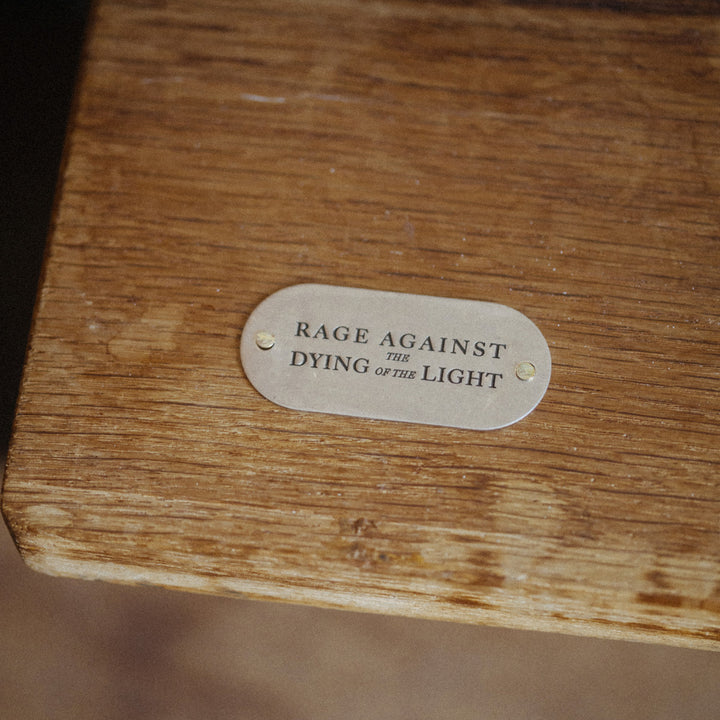 RAGE AGAINST
THE
DYING OF THE LIGHT